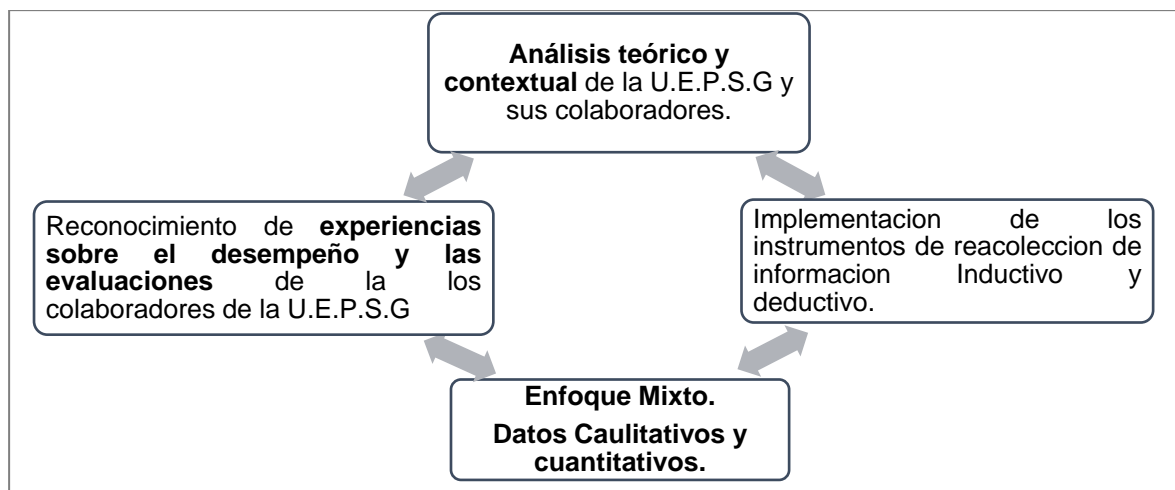 Análisis teórico y
contextual de la U.E.P.S.G y
sus colaboradores.
Reconocimiento de experiencias
sobre el desempeño y las
evaluaciones de la los
colaboradores de la U.E.P.S.G
Implementacion de los
instrumentos de reacoleccion de
informacion Inductivo y
deductivo.
Enfoque Mixto.
Datos Caulitativos y
cuantitativos.